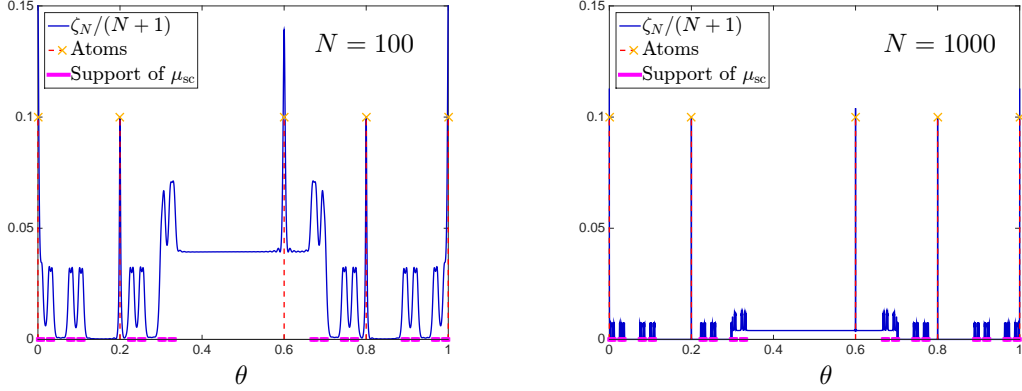 0.15
0.1
0.05
0
0 0.2 0.4 0.6 0.8 1
θ
ζ_N/(N + 1)
Atoms
Support of μ_sc
N = 100
0.15
0.1
0.05
0
0 0.2 0.4 0.6 0.8 1
θ
ζ_N/(N + 1)
Atoms
Support of μ_sc
N = 1000